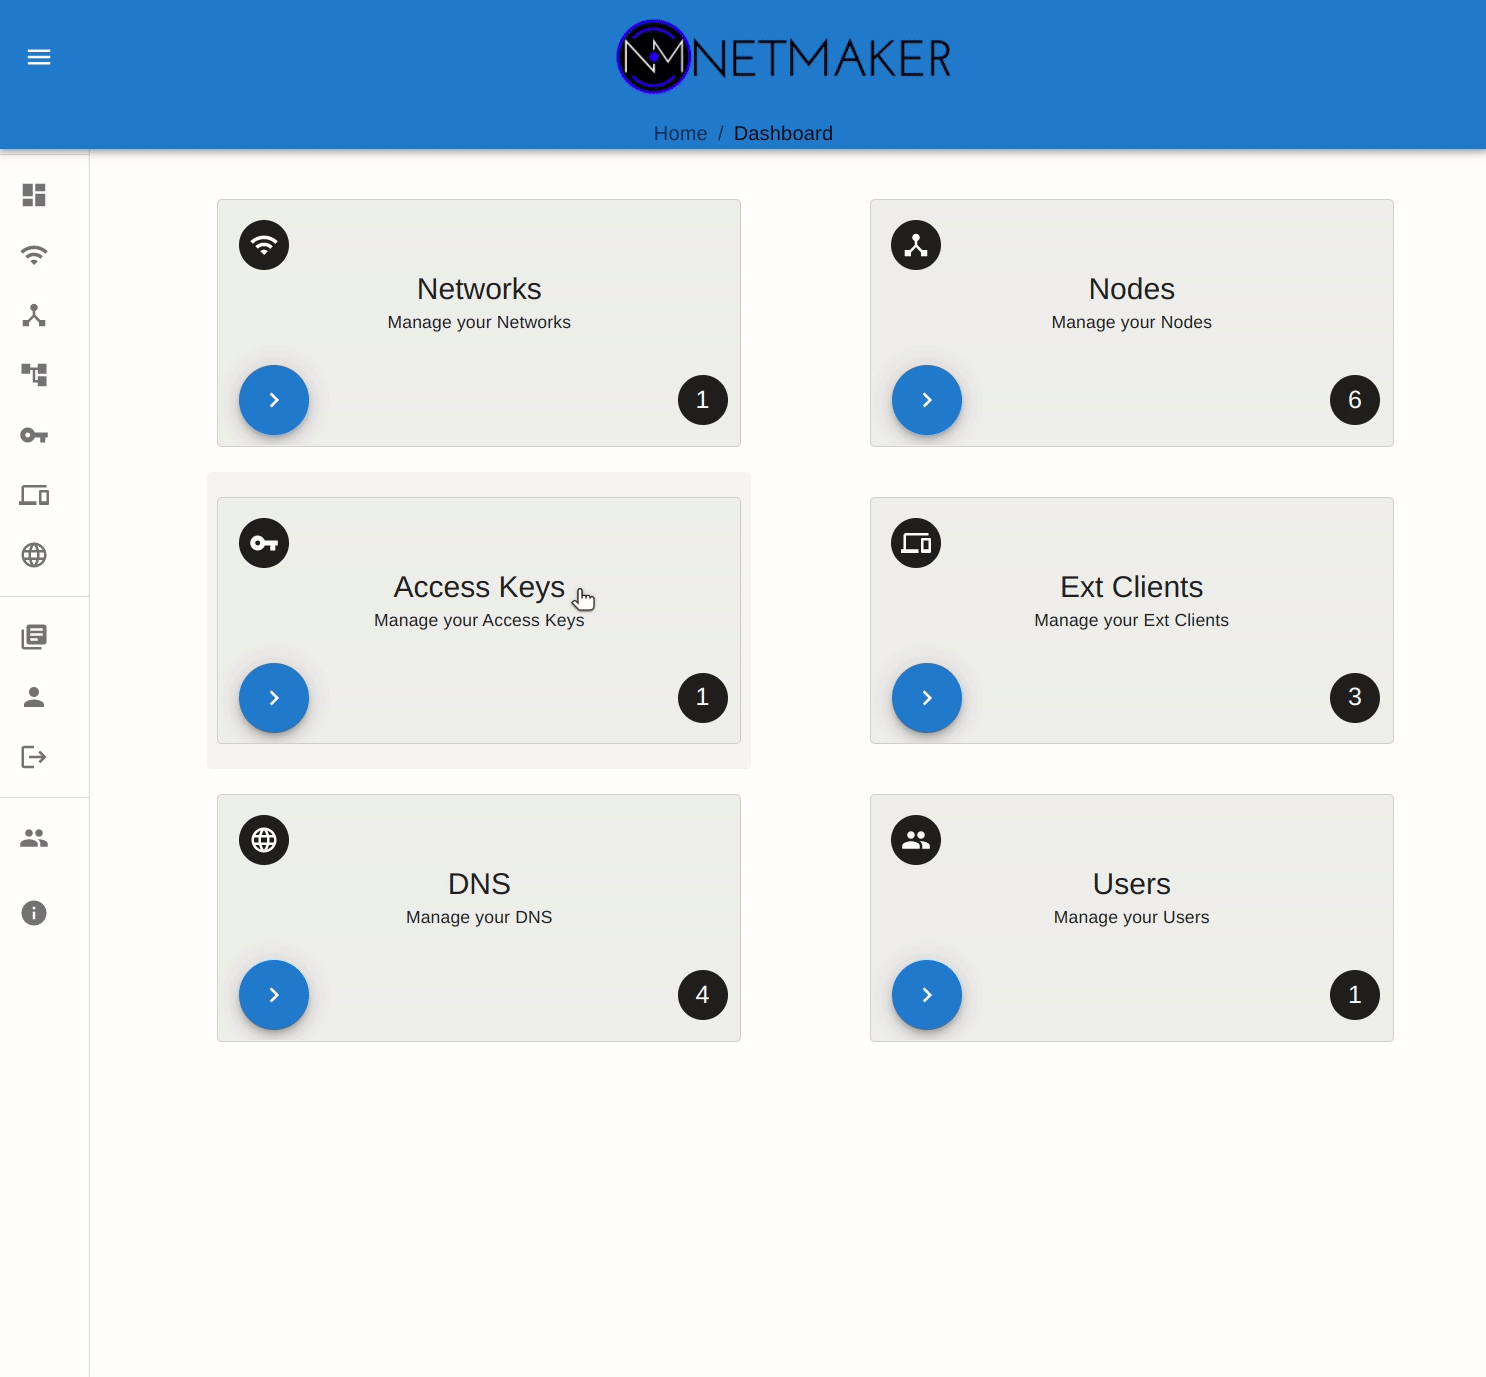 NM NETMAKER
Home / Dashboard
Networks
Manage your Networks
1
Nodes
Manage your Nodes
6
Access Keys
Manage your Access Keys
1
Ext Clients
Manage your Ext Clients
3
DNS
Manage your DNS
4
Users
Manage your Users
1